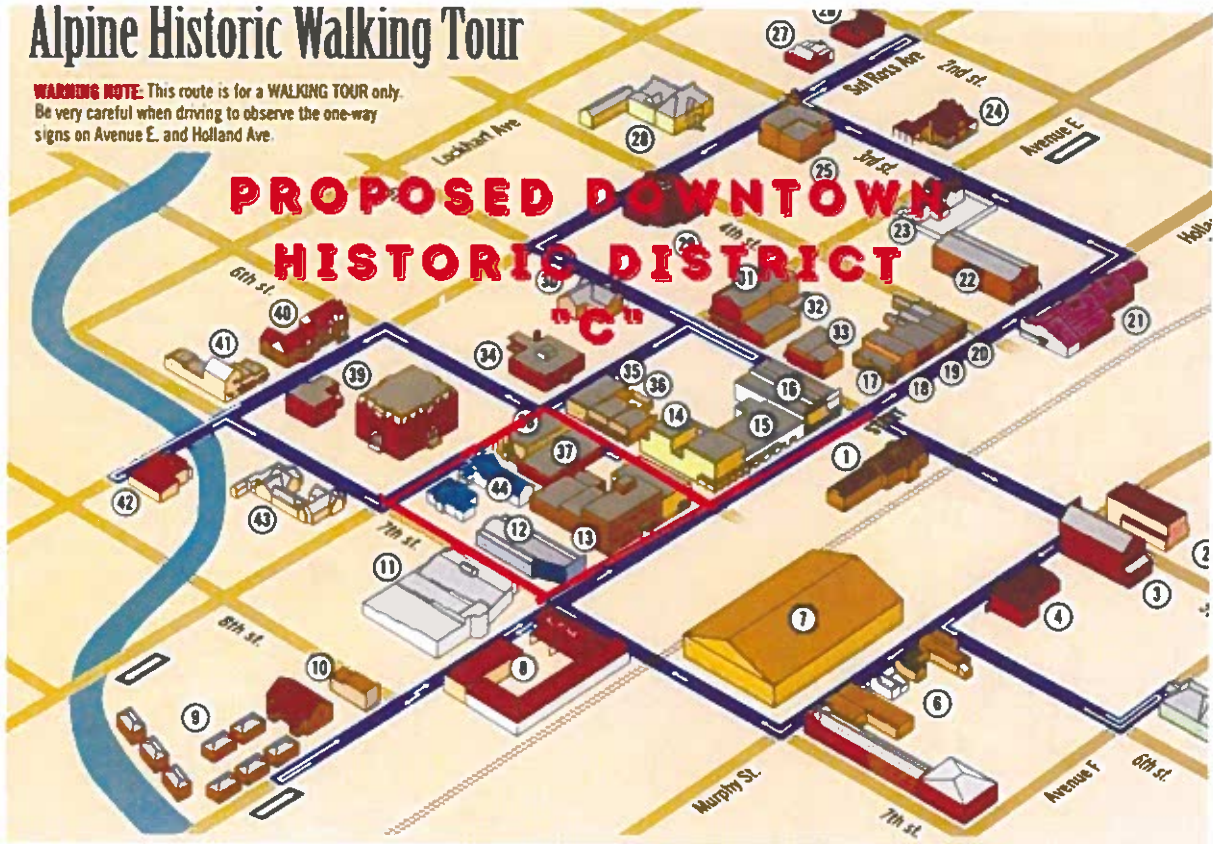 Alpine Historic Walking Tour
WARNING NOTE: This route is for a WALKING TOUR only.
Be very careful when driving to observe the one-way
signs on Avenue E. and Holland Ave.
27
Sul Ross Ave
2nd st.
28
24
Lockhart Ave
Avenue E
25
3rd st.
PROPOSED DOWNTOWN
HISTORIC DISTRICT
"C"
23
4th st.
22
6th st.
31
32
33
21
40
41
34
39
35
36
16
17
18
19
20
14
15
1
37
42
43
44
7th st.
12
13
11
2
3
4
7
8th st.
10
8
9
6
Murphy St.
Avenue F
6th st.
7th st.